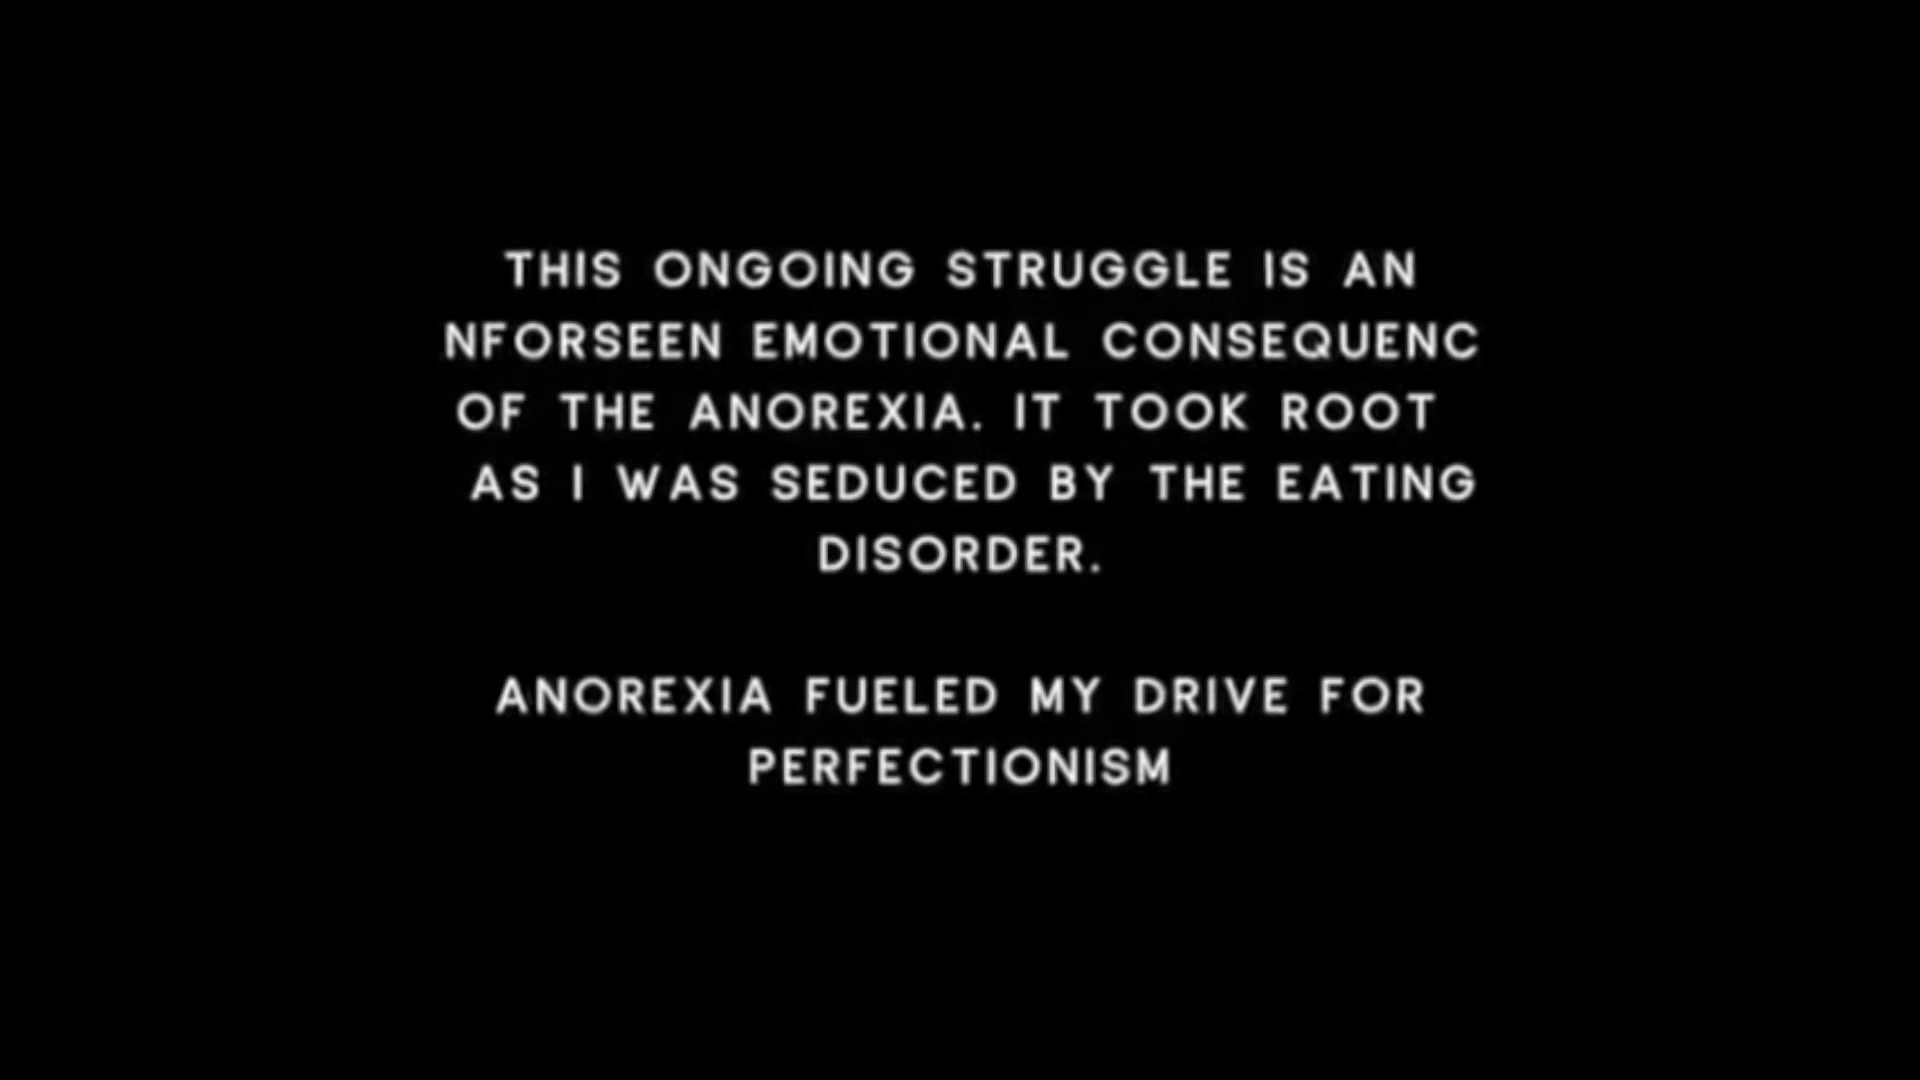 THIS ONGOING STRUGGLE IS AN
NFORSEEN EMOTIONAL CONSEQUENC
OF THE ANOREXIA. IT TOOK ROOT
AS I WAS SEDUCED BY THE EATING
DISORDER.
ANOREXIA FUELED MY DRIVE FOR
PERFECTIONISM